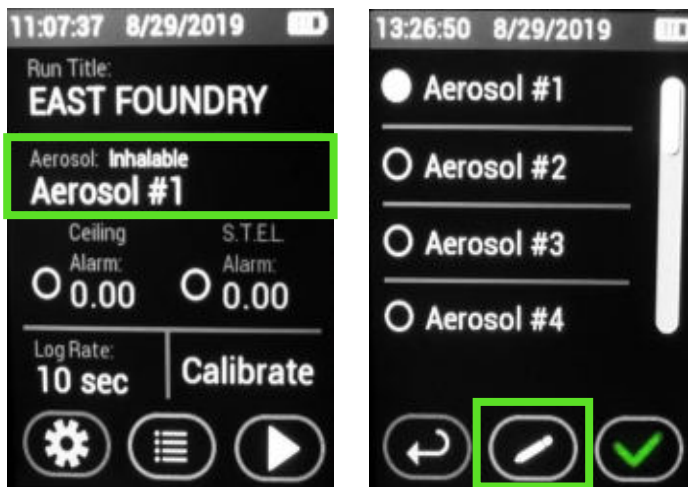 11:07:37 8/29/2019
Run Title:
EAST FOUNDRY
Aerosol: Inhalable
Aerosol #1
Ceiling S.T.E.L.
Alarm: Alarm:
0.00 0.00
Log Rate:
10 sec Calibrate
13:26:50 8/29/2019
Aerosol #1
Aerosol #2
Aerosol #3
Aerosol #4